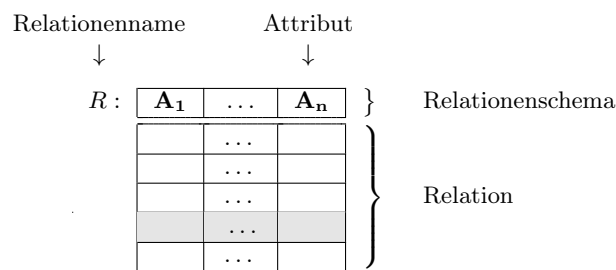 Relationenname Attribut
↓ ↓
R : A₁ ... Aₙ } Relationenschema
...
...
... Relation
...
...